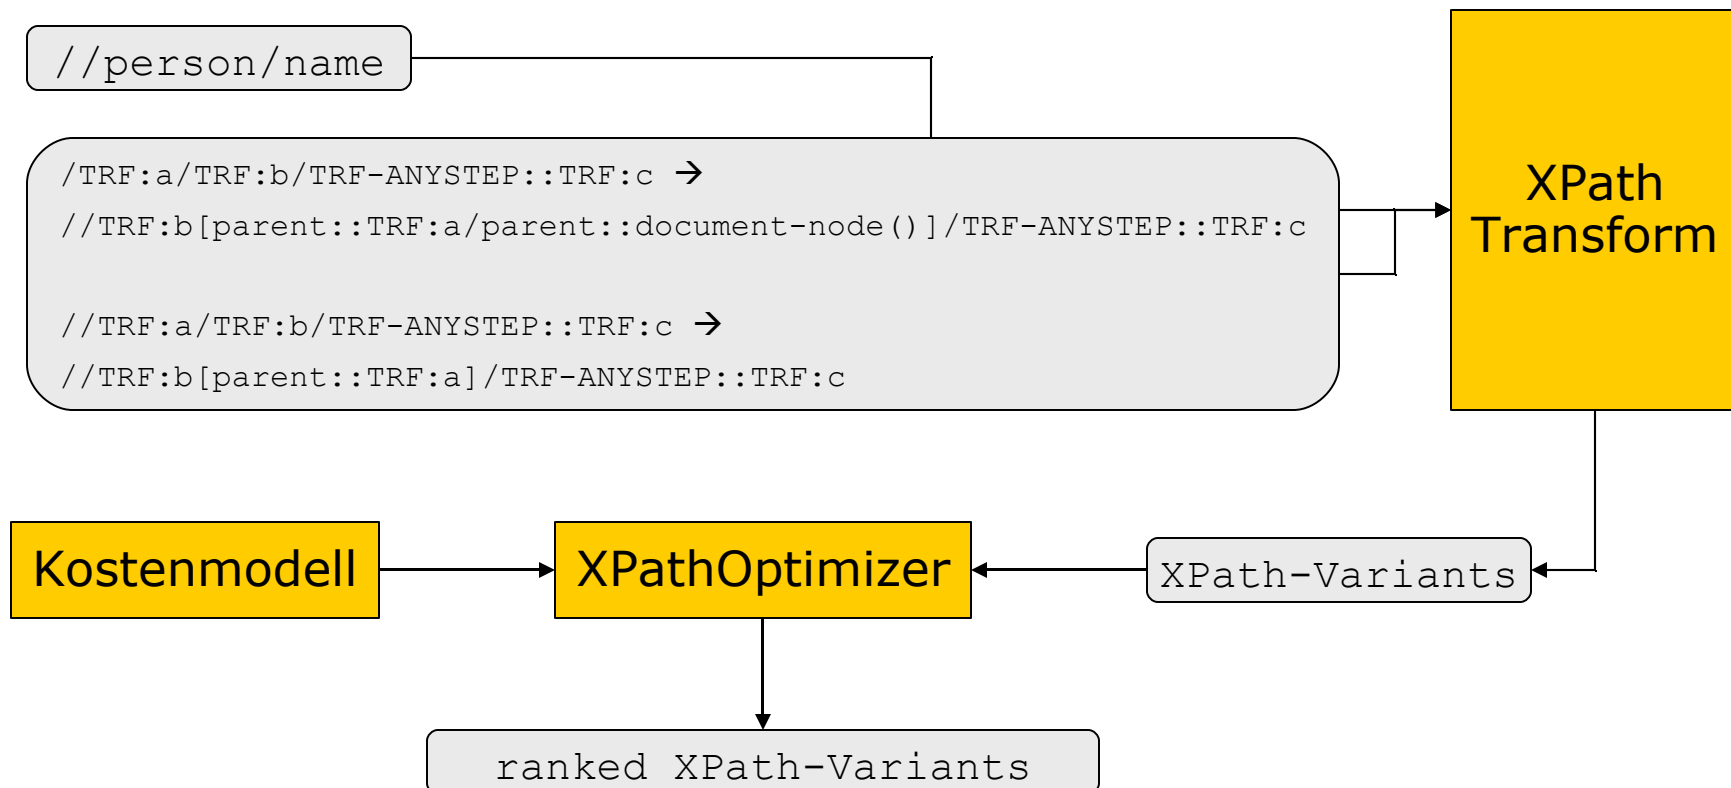 //person/name
/TRF:a/TRF:b/TRF-ANYSTEP::TRF:c →
//TRF:b[parent::TRF:a/parent::document-node()]/TRF-ANYSTEP::TRF:c
//TRF:a/TRF:b/TRF-ANYSTEP::TRF:c →
//TRF:b[parent::TRF:a]/TRF-ANYSTEP::TRF:c
XPath
Transform
Kostenmodell
XPathOptimizer
XPath-Variants
ranked XPath-Variants